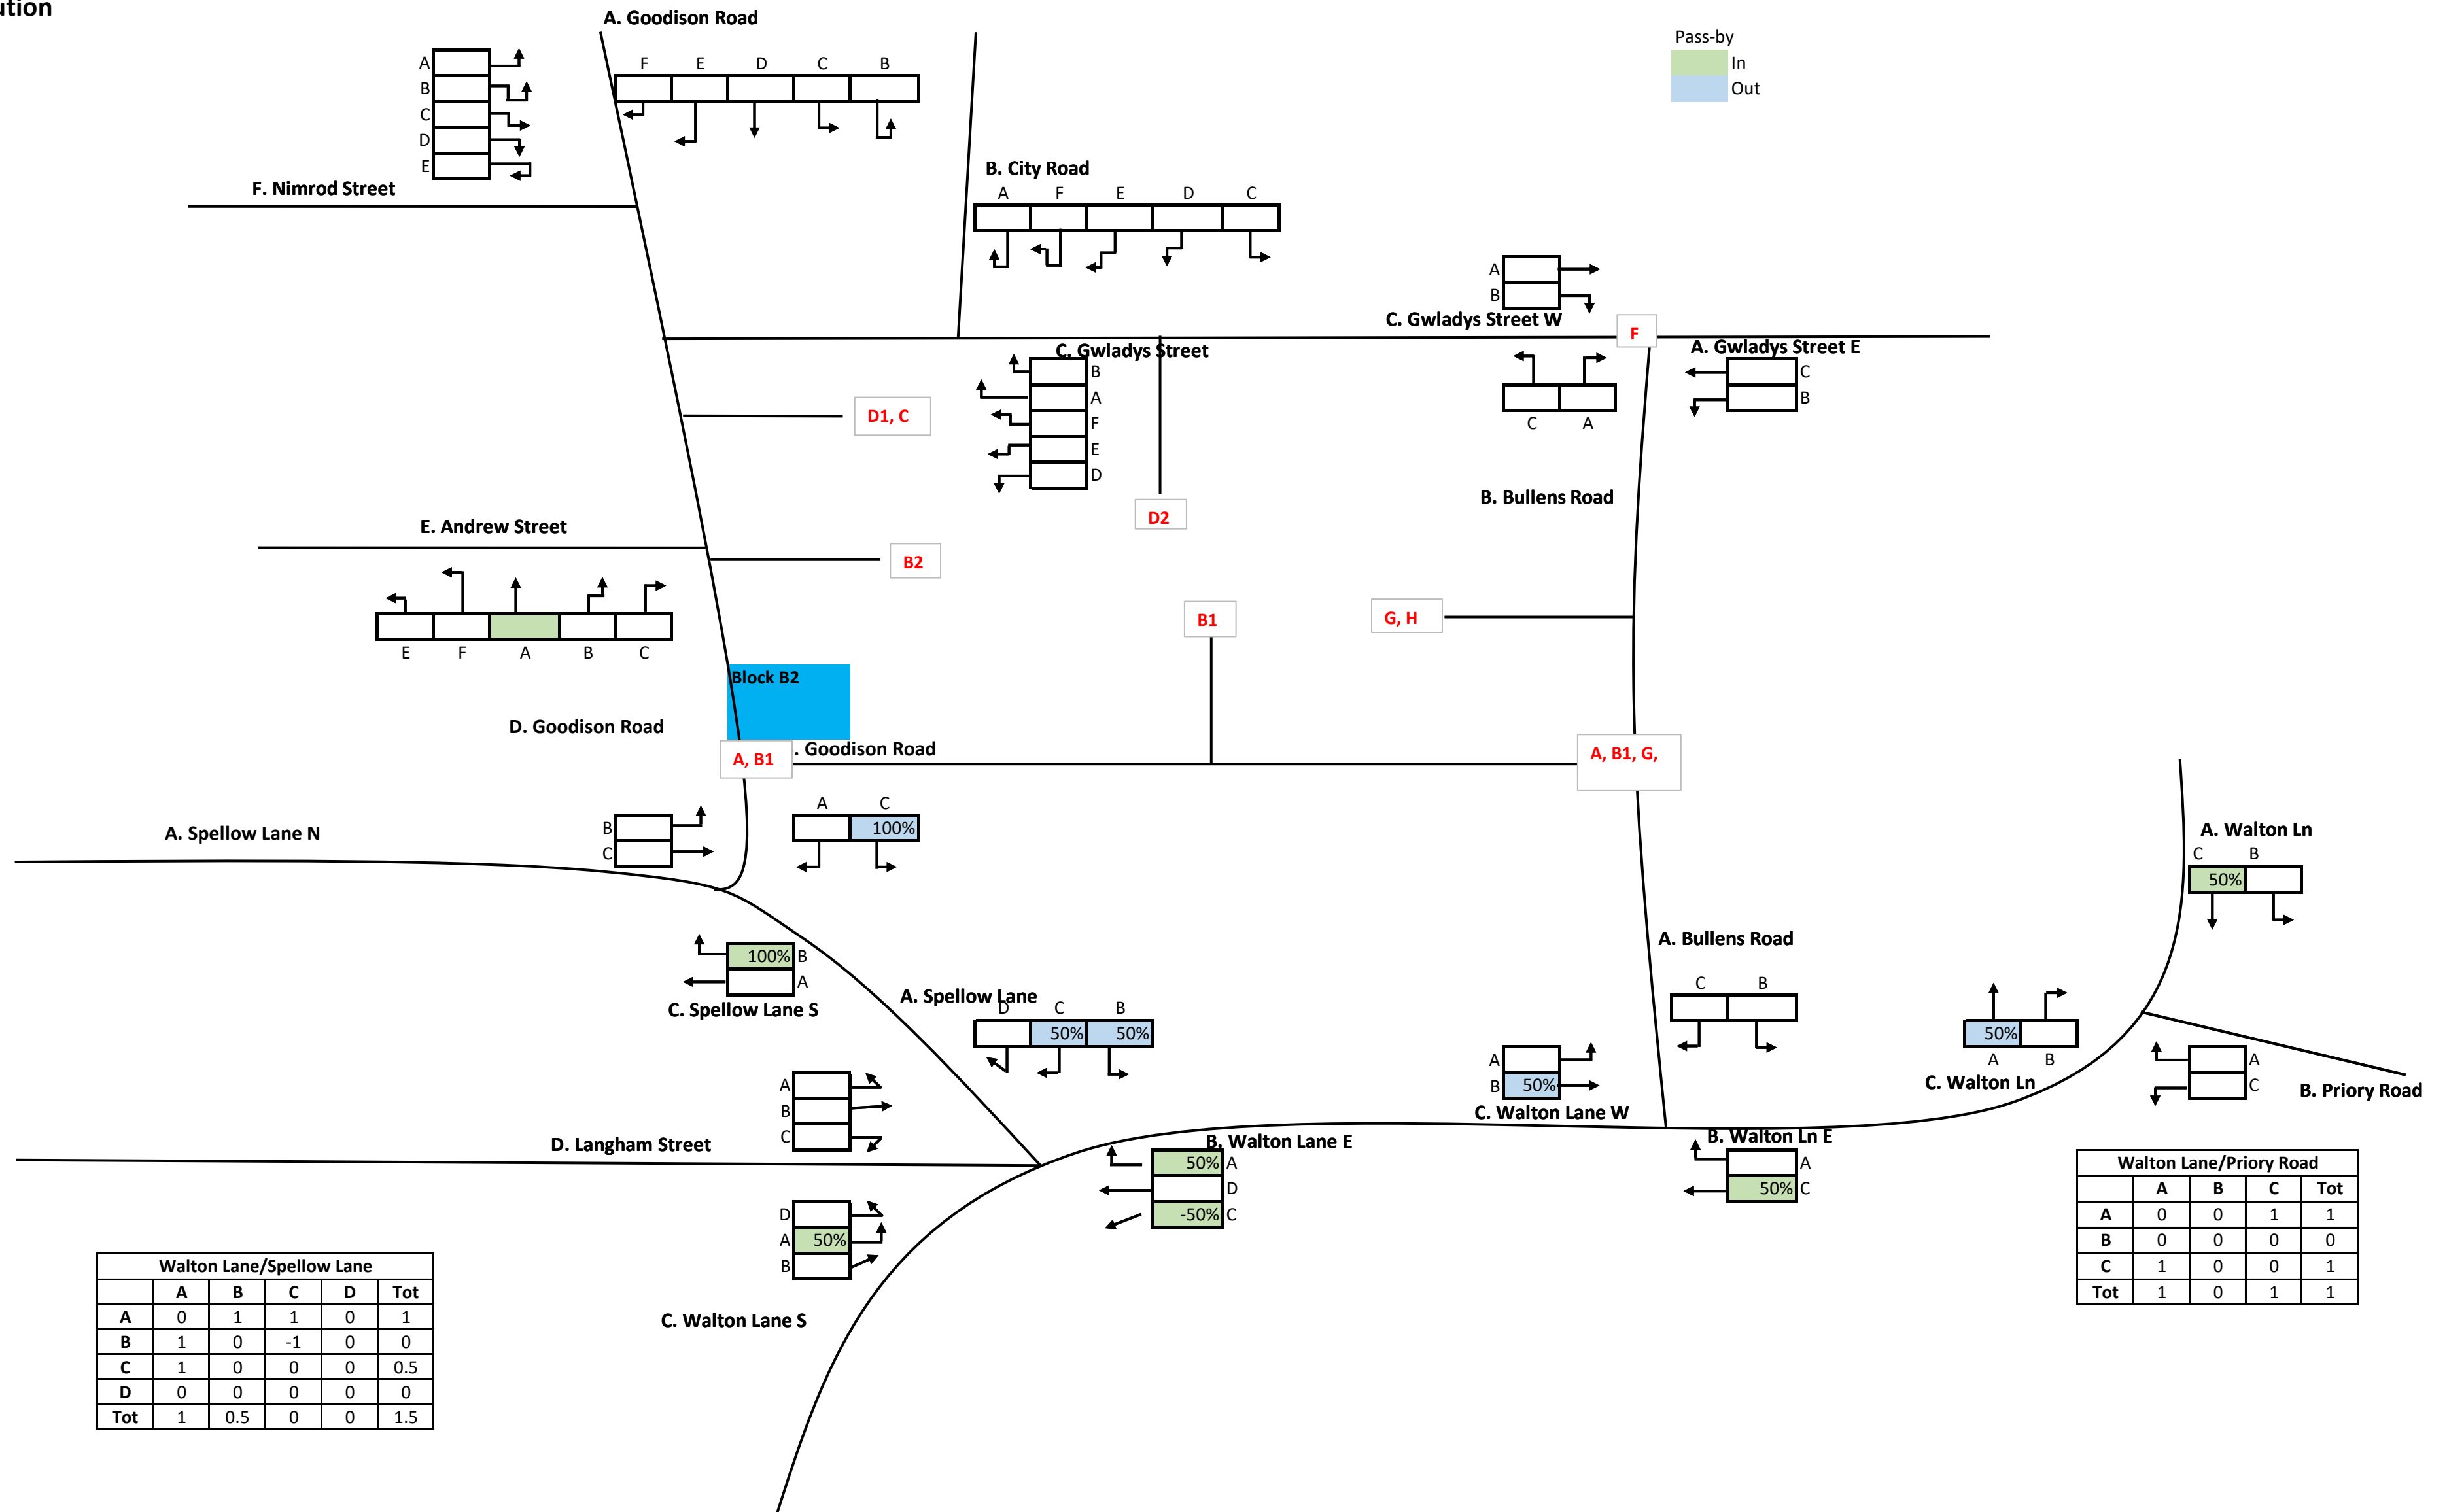 ution
A. Goodison Road
Pass-by
In
Out
F E D C B
A
B
C
D
E
F. Nimrod Street
B. City Road
A F E D C
A
B
C. Gwladys Street W
F
C. Gwladys Street
A. Gwladys Street E
B
A
F
E
D
C A
C
B
D1, C
B. Bullens Road
D2
E. Andrew Street
B2
E F A B C
B1
G, H
Block B2
D. Goodison Road
. Goodison Road
A, B1
A, B1, G,
A. Spellow Lane N
B
C
A C
100%
A. Walton Ln
C B
50%
100% B
A
C. Spellow Lane S
A. Bullens Road
C B
A. Spellow Lane
D C B
50% 50%
50%
A B
C. Walton Ln
A
C
B. Priory Road
A
B 50%
C. Walton Lane W
A
B
C
D. Langham Street
B. Walton Lane E
50% A
D
-50% C
B. Walton Ln E
A
50% C
Walton Lane/Priory Road
A B C Tot
A 0 0 1 1
B 0 0 0 0
C 1 0 0 1
Tot 1 0 1 1
D
A 50%
B
C. Walton Lane S
Walton Lane/Spellow Lane
A B C D Tot
A 0 1 1 0 1
B 1 0 -1 0 0
C 1 0 0 0 0.5
D 0 0 0 0 0
Tot 1 0.5 0 0 1.5